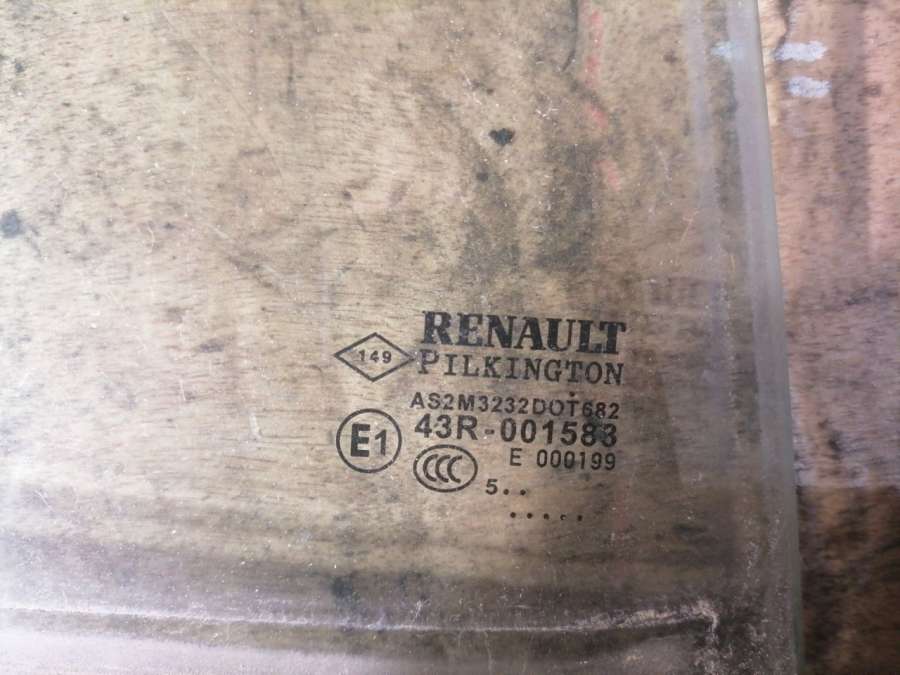 RENAULT
149 PILKINGTON
AS2M3232DOT682
E1 43R-001583
E 000199
CCC
5..
.....